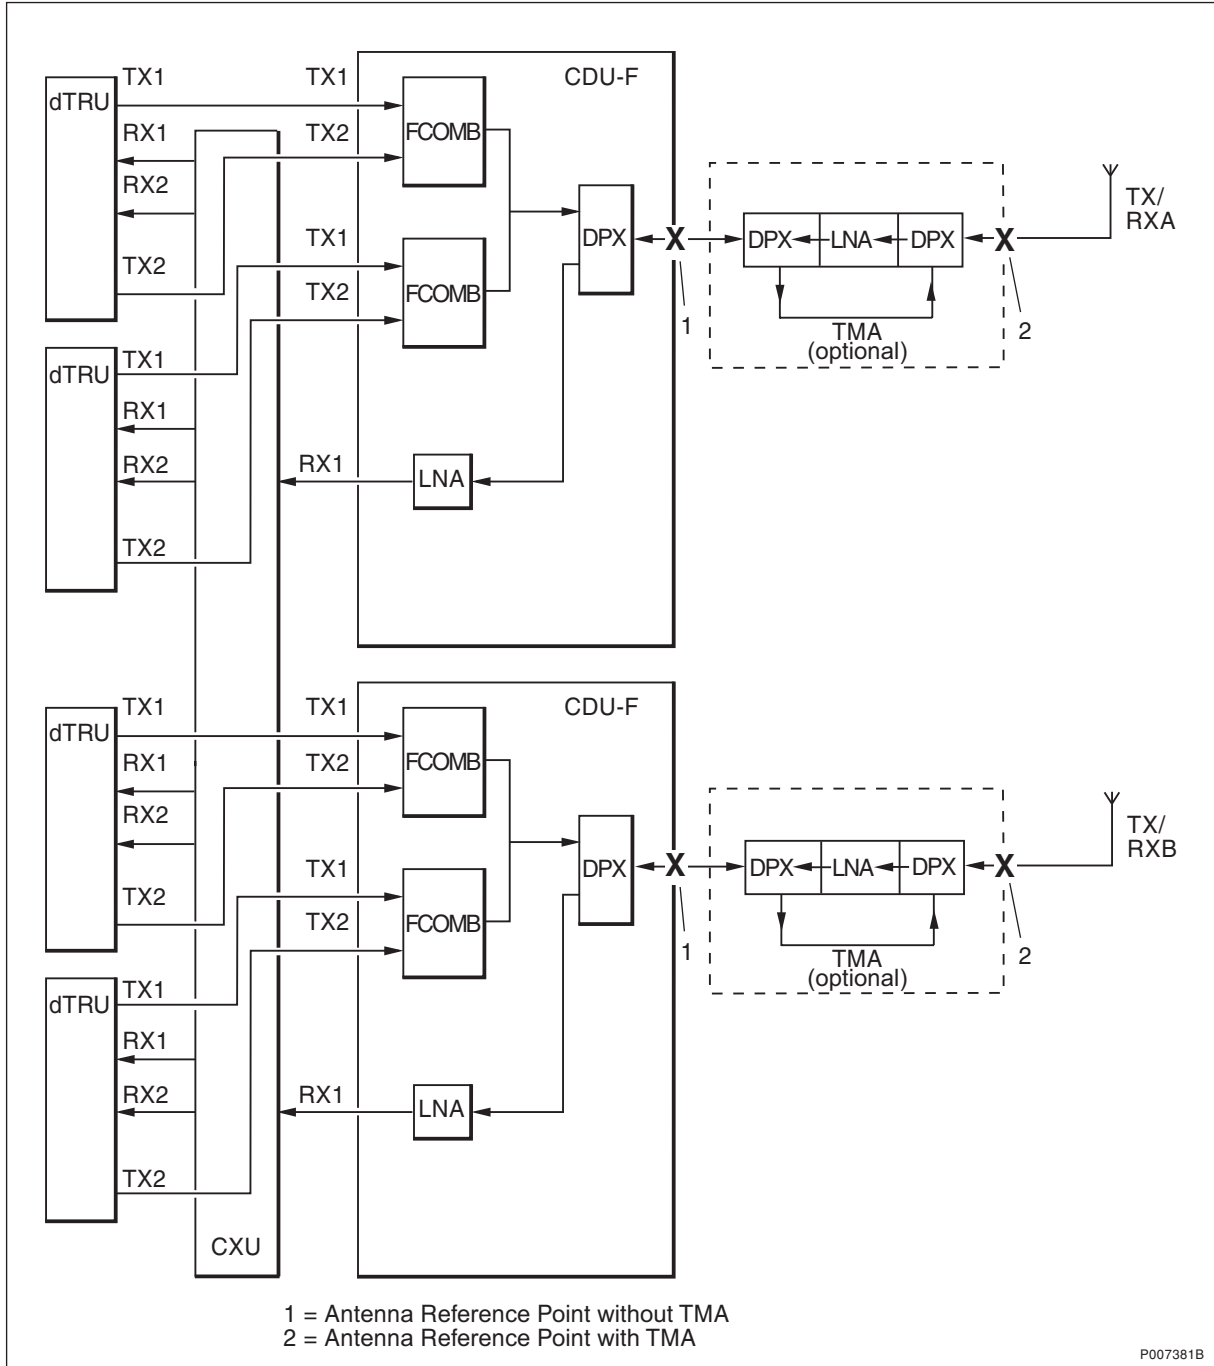 CDU-F
TX1
TX1
dTRU
FCOMB
RX1
TX2
RX2
TX/
RXA
DPX
DPX
LNA
DPX
TX1
TX2
FCOMB
TX2
1
TMA
(optional)
2
TX1
dTRU
RX1
RX2
RX1
LNA
TX2
CDU-F
TX1
TX1
dTRU
FCOMB
RX1
TX2
RX2
TX/
RXB
DPX
DPX
LNA
DPX
TX1
TX2
FCOMB
TX2
1
TMA
(optional)
2
TX1
dTRU
RX1
RX2
RX1
LNA
TX2
CXU
1 = Antenna Reference Point without TMA
2 = Antenna Reference Point with TMA
P007381B